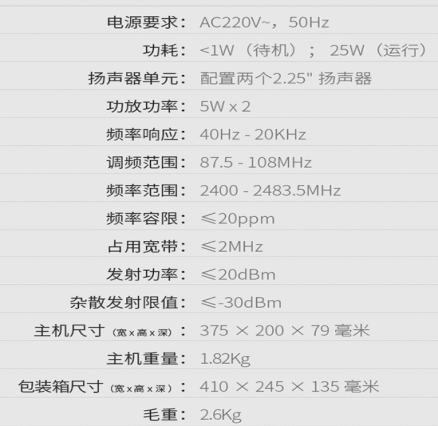 电源要求：AC220V~，50Hz
功耗：<1W（待机）； 25W（运行）
扬声器单元：配置两个2.25" 扬声器
功放功率：5W x 2
频率响应：40Hz - 20KHz
调频范围：87.5 - 108MHz
频率范围：2400 - 2483.5MHz
频率容限：≤20ppm
占用宽带：≤2MHz
发射功率：≤20dBm
杂散发射限值：≤-30dBm
主机尺寸（宽x高x深）：375 × 200 × 79 毫米
主机重量：1.82Kg
包装箱尺寸（宽x高x深）：410 × 245 × 135 毫米
毛重：2.6Kg